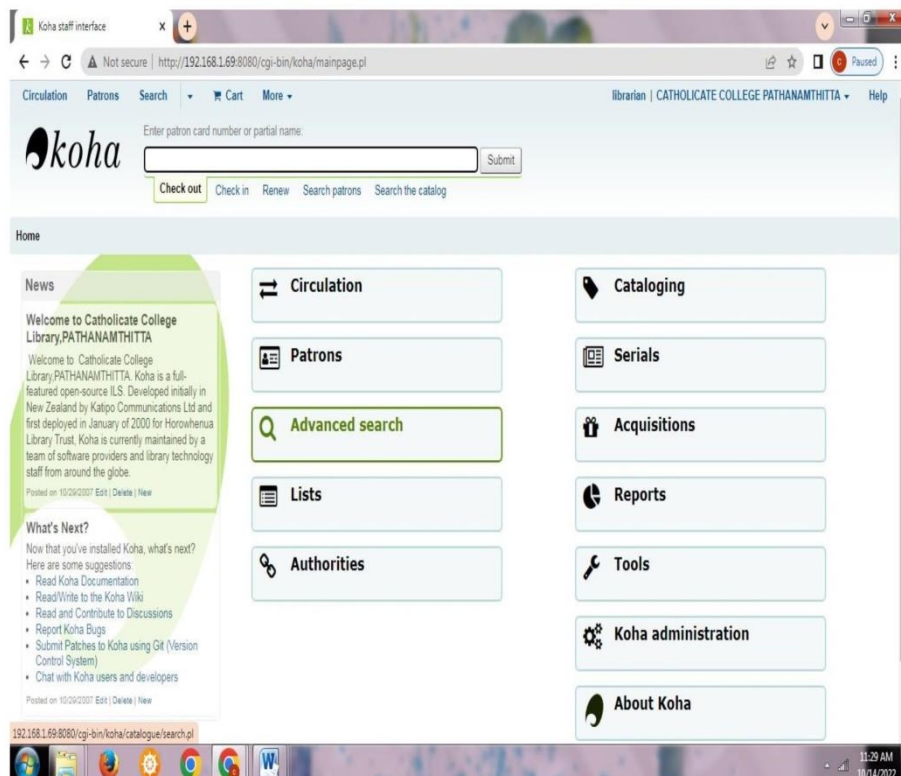 Koha staff interface
Not secure | http://192.168.1.69:8080/cgi-bin/koha/mainpage.pl
C Paused
Circulation Patrons Search Cart More librarian | CATHOLICATE COLLEGE PATHANAMTHITTA Help
koha
Enter patron card number or partial name:
Submit
Check out Check in Renew Search patrons Search the catalog
Home
News
Welcome to Catholicate College
Library,PATHANAMTHITTA
Welcome to Catholicate College
Library,PATHANAMTHITTA. Koha is a full-
featured open-source ILS. Developed initially in
New Zealand by Katipo Communications Ltd and
first deployed in January of 2000 for Horowhenua
Library Trust, Koha is currently maintained by a
team of software providers and library technology
staff from around the globe.
Posted on 10/29/2007 Edit | Delete | New
What's Next?
Now that you've installed Koha, what's next?
Here are some suggestions:
• Read Koha Documentation
• Read/Write to the Koha Wiki
• Read and Contribute to Discussions
• Report Koha Bugs
• Submit Patches to Koha using Git (Version
Control System)
• Chat with Koha users and developers
Posted on 10/29/2007 Edit | Delete | New
Circulation
Patrons
Advanced search
Lists
Authorities
Cataloging
Serials
Acquisitions
Reports
Tools
Koha administration
About Koha
192.168.1.69:8080/cgi-bin/koha/catalogue/search.pl
W
11:29 AM
10/14/2022